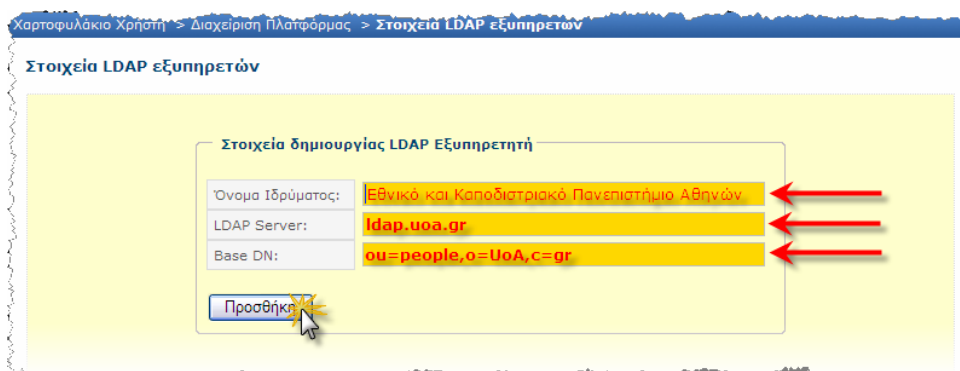 Χαρτοφυλάκιο Χρήστη > Διαχείριση Πλατφόρμας > Στοιχεία LDAP εξυπηρετών
Στοιχεία LDAP εξυπηρετών
Στοιχεία δημιουργίας LDAP Εξυπηρετητή
Όνομα Ιδρύματος: Εθνικό και Καποδιστριακό Πανεπιστήμιο Αθηνών
LDAP Server: ldap.uoa.gr
Base DN: ou=people,o=UoA,c=gr
Προσθήκη